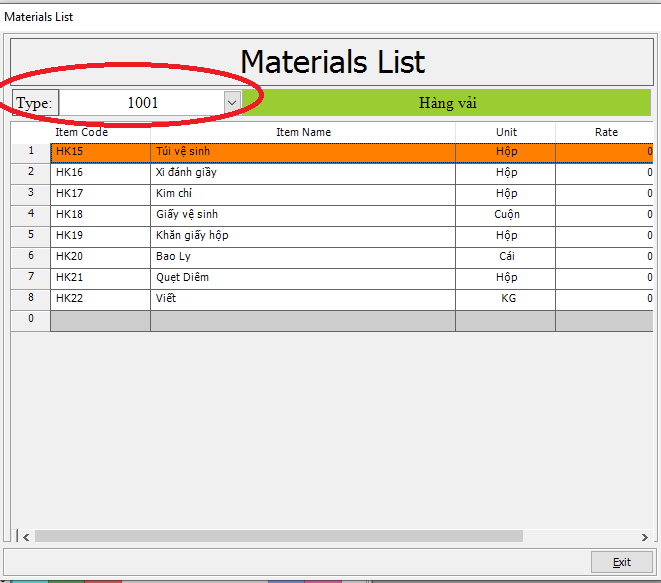 Materials List
Materials List
Type: 1001 Hàng vải
Item Code Item Name Unit Rate
1 HK15 Túi vệ sinh Hộp 0
2 HK16 Xi đánh giầy Hộp 0
3 HK17 Kim chỉ Hộp 0
4 HK18 Giấy vệ sinh Cuộn 0
5 HK19 Khăn giấy hộp Hộp 0
6 HK20 Bao Ly Cái 0
7 HK21 Quẹt Diêm Hộp 0
8 HK22 Viết KG 0
0
Exit